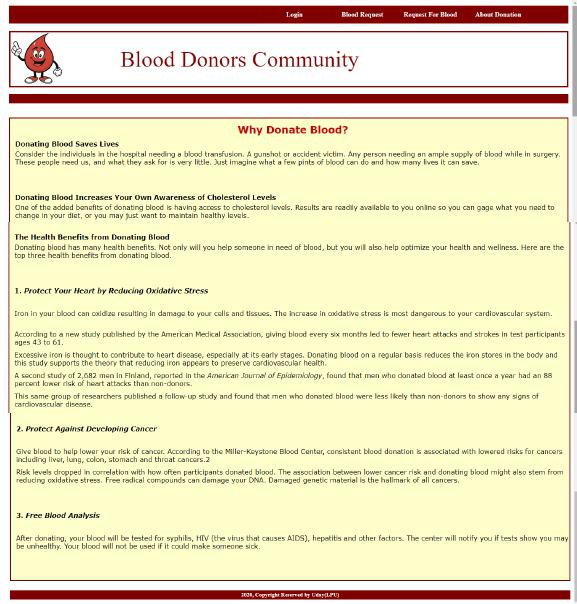 Login Blood Request Request For Blood About Donation
Blood Donors Community
Why Donate Blood?
Donating Blood Saves Lives
Consider the individuals in the hospital needing a blood transfusion. A gunshot or accident victim. Any person needing an ample supply of blood while in surgery.
These people need us, and what they ask for is very little. Just imagine what a few pints of blood can do and how many lives it can save.
Donating Blood Increases Your Own Awareness of Cholesterol Levels
One of the added benefits of donating blood is having access to cholesterol levels. Results are readily available to you online so you can gage what you need to
change in your diet, or you may just want to maintain healthy levels.
The Health Benefits from Donating Blood
Donating blood has many health benefits. Not only will you help someone in need of blood, but you will also help optimize your health and wellness. Here are the
top three health benefits from donating blood.
1. Protect Your Heart by Reducing Oxidative Stress
Iron in your blood can oxidize resulting in damage to your cells and tissues. The increase in oxidative stress is most dangerous to your cardiovascular system.
According to a new study published by the American Medical Association, giving blood every six months led to fewer heart attacks and strokes in test participants
ages 43 to 61.
Excessive iron is thought to contribute to heart disease, especially at its early stages. Donating blood on a regular basis reduces the iron stores in the body and
this study supports the theory that reducing iron appears to preserve cardiovascular health.
A second study of 2,682 men in Finland, reported in the American Journal of Epidemiology, found that men who donated blood at least once a year had an 88
percent lower risk of heart attacks than non-donors.
This same group of researchers published a follow-up study and found that men who donated blood were less likely than non-donors to show any signs of
cardiovascular disease.
2. Protect Against Developing Cancer
Give blood to help lower your risk of cancer. According to the Miller-Keystone Blood Center, consistent blood donation is associated with lowered risks for cancers
including liver, lung, colon, stomach and throat cancers.2
Risk levels dropped in correlation with how often participants donated blood. The association between lower cancer risk and donating blood might also stem from
reducing oxidative stress. Free radical compounds can damage your DNA. Damaged genetic material is the hallmark of all cancers.
3. Free Blood Analysis
After donating, your blood will be tested for syphilis, HIV (the virus that causes AIDS), hepatitis and other factors. The center will notify you if tests show you may
be unhealthy. Your blood will not be used if it could make someone sick.
2020, Copyright Reserved by Uday(LPU)